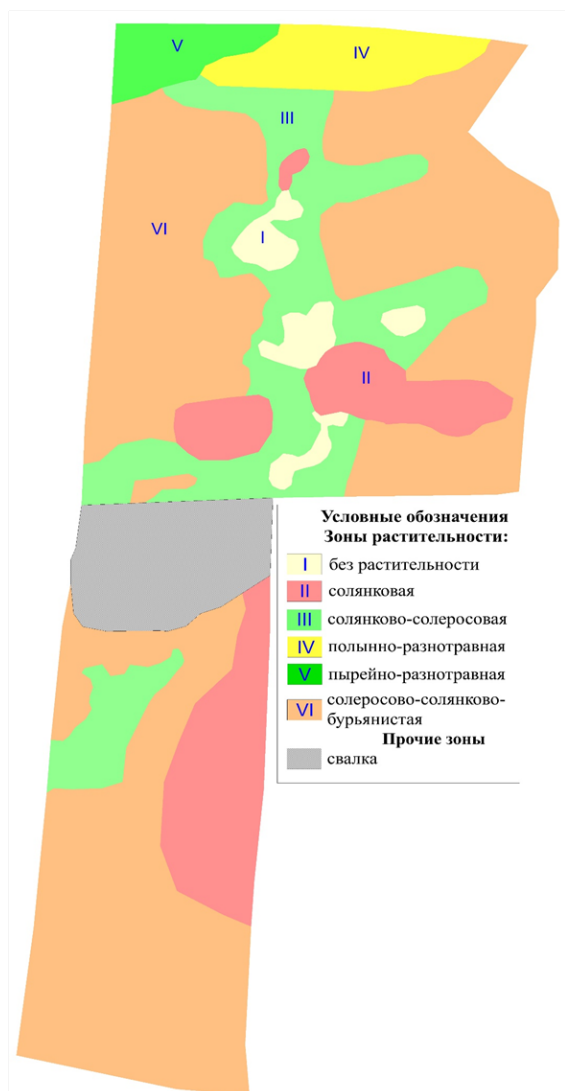 V
IV
III
VI
I
II
Условные обозначения
Зоны растительности:
I без растительности
II солянковая
III солянково-солеросовая
IV полынно-разнотравная
V пырейно-разнотравная
VI солеросово-солянково-
бурьянистая
Прочие зоны
свалка